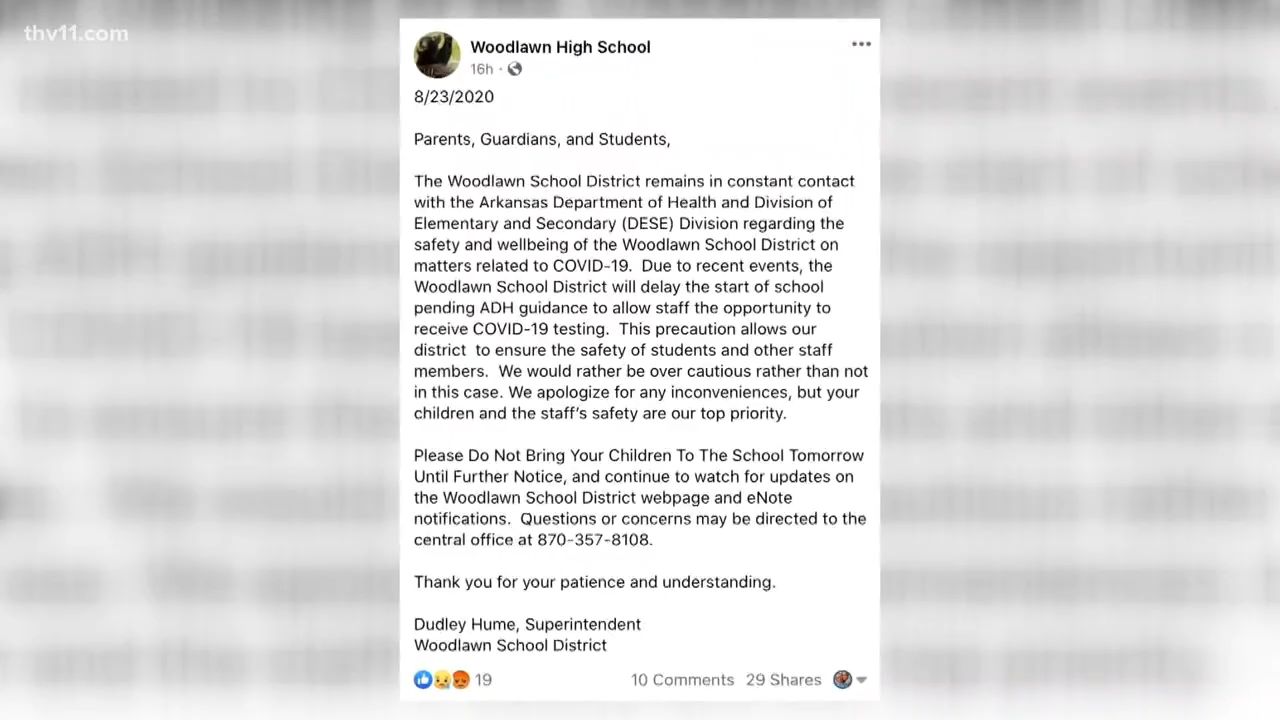 thv11.com
Woodlawn High School
16h ·
8/23/2020
Parents, Guardians, and Students,
The Woodlawn School District remains in constant contact
with the Arkansas Department of Health and Division of
Elementary and Secondary (DESE) Division regarding the
safety and wellbeing of the Woodlawn School District on
matters related to COVID-19.  Due to recent events, the
Woodlawn School District will delay the start of school
pending ADH guidance to allow staff the opportunity to
receive COVID-19 testing.  This precaution allows our
district  to ensure the safety of students and other staff
members.  We would rather be over cautious rather than not
in this case. We apologize for any inconveniences, but your
children and the staff's safety are our top priority.
Please Do Not Bring Your Children To The School Tomorrow
Until Further Notice, and continue to watch for updates on
the Woodlawn School District webpage and eNote
notifications.  Questions or concerns may be directed to the
central office at 870-357-8108.
Thank you for your patience and understanding.
Dudley Hume, Superintendent
Woodlawn School District
19 10 Comments 29 Shares